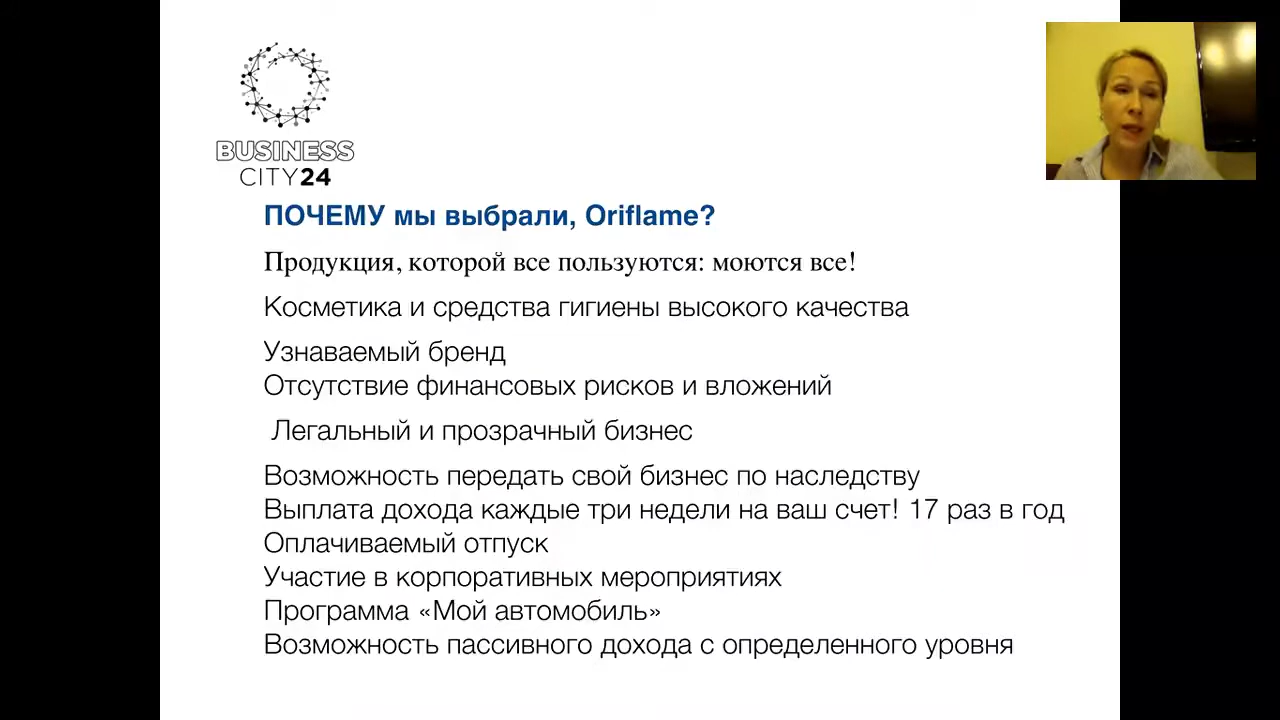 BUSINESS
CITY24
ПОЧЕМУ мы выбрали, Oriflame?
Продукция, которой все пользуются: моются все!
Косметика и средства гигиены высокого качества
Узнаваемый бренд
Отсутствие финансовых рисков и вложений
Легальный и прозрачный бизнес
Возможность передать свой бизнес по наследству
Выплата дохода каждые три недели на ваш счет! 17 раз в год
Оплачиваемый отпуск
Участие в корпоративных мероприятиях
Программа «Мой автомобиль»
Возможность пассивного дохода с определенного уровня